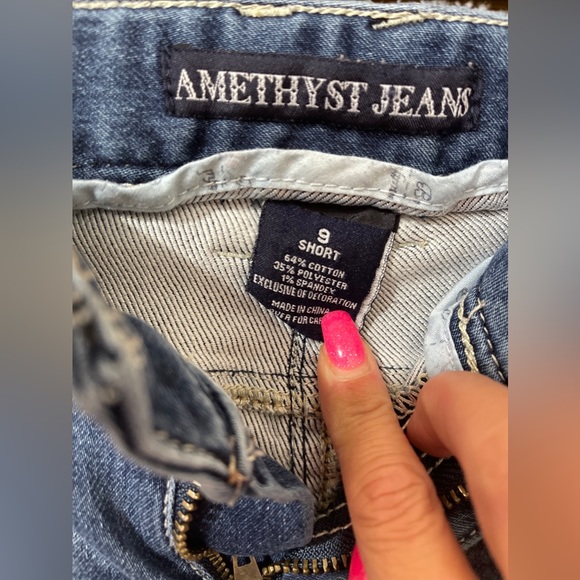 AMETHYST JEANS
9
SHORT
64% COTTON
35% POLYESTER
1% SPANDEX
EXCLUSIVE OF DECORATION
MADE IN CHINA